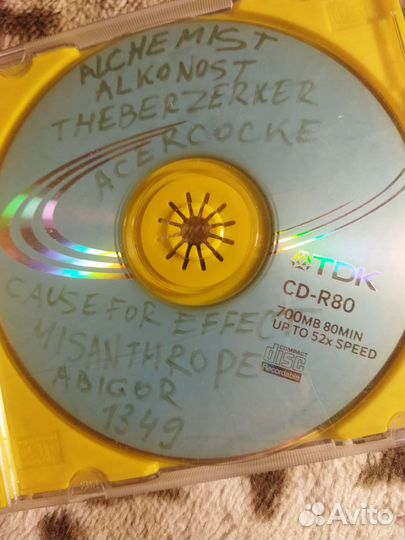 ALCHEMIST
ALKONOST
THEBERZERKER
ACERCOCKE
TDK
CD-R80
700MB 80MIN
UP TO 52x SPEED
COMPACT
disc
Recordable
CAUSE FOR EFFECT
MISANTHROPE
ABIGOR
1349
Avito